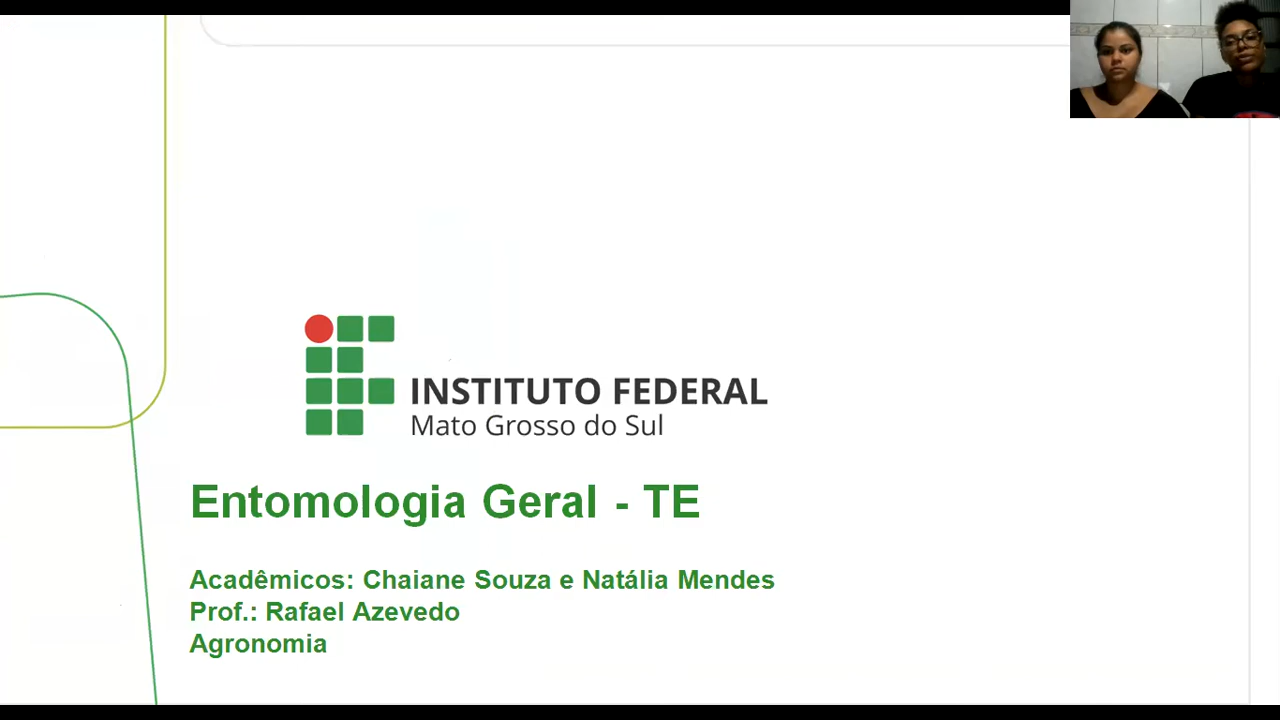 INSTITUTO FEDERAL
Mato Grosso do Sul
Entomologia Geral - TE
Acadêmicos: Chaiane Souza e Natália Mendes
Prof.: Rafael Azevedo
Agronomia